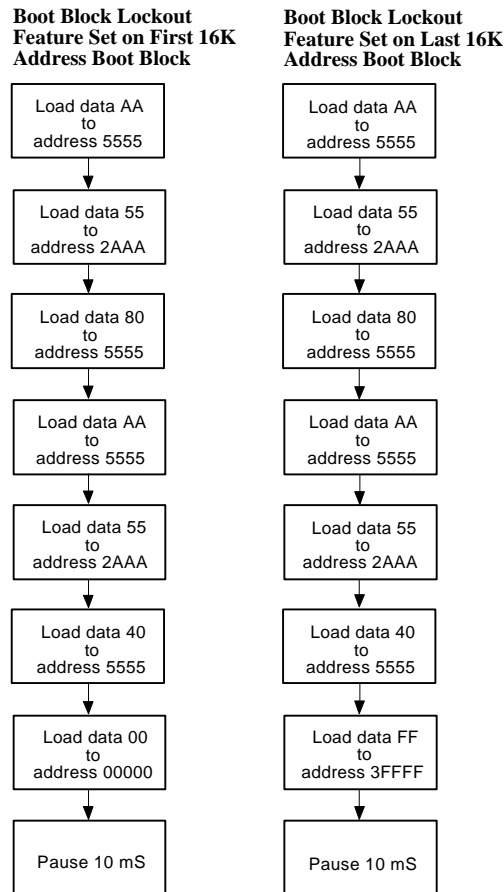 Boot Block Lockout
Feature Set on First 16K
Address Boot Block
Load data AA
to
address 5555
Load data 55
to
address 2AAA
Load data 80
to
address 5555
Load data AA
to
address 5555
Load data 55
to
address 2AAA
Load data 40
to
address 5555
Load data 00
to
address 00000
Pause 10 mS
Boot Block Lockout
Feature Set on Last 16K
Address Boot Block
Load data AA
to
address 5555
Load data 55
to
address 2AAA
Load data 80
to
address 5555
Load data AA
to
address 5555
Load data 55
to
address 2AAA
Load data 40
to
address 5555
Load data FF
to
address 3FFFF
Pause 10 mS